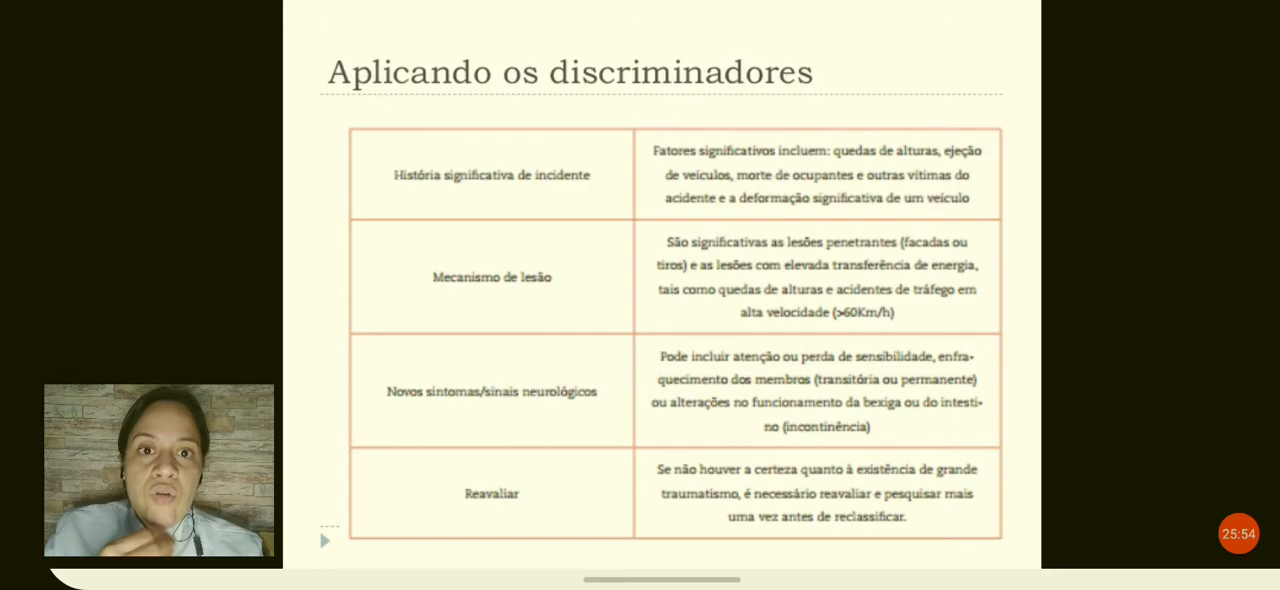 Aplicando os discriminadores
História significativa de incidente
Fatores significativos incluem: quedas de alturas, ejeção
de veículos, morte de ocupantes e outras vítimas do
acidente e a deformação significativa de um veículo
Mecanismo de lesão
São significativas as lesões penetrantes (facadas ou
tiros) e as lesões com elevada transferência de energia,
tais como quedas de alturas e acidentes de tráfego em
alta velocidade (>60Km/h)
Novos sintomas/sinais neurológicos
Pode incluir atenção ou perda de sensibilidade, enfra-
quecimento dos membros (transitória ou permanente)
ou alterações no funcionamento da bexiga ou do intesti-
no (incontinência)
Reavaliar
Se não houver a certeza quanto à existência de grande
traumatismo, é necessário reavaliar e pesquisar mais
uma vez antes de reclassificar.
25:54